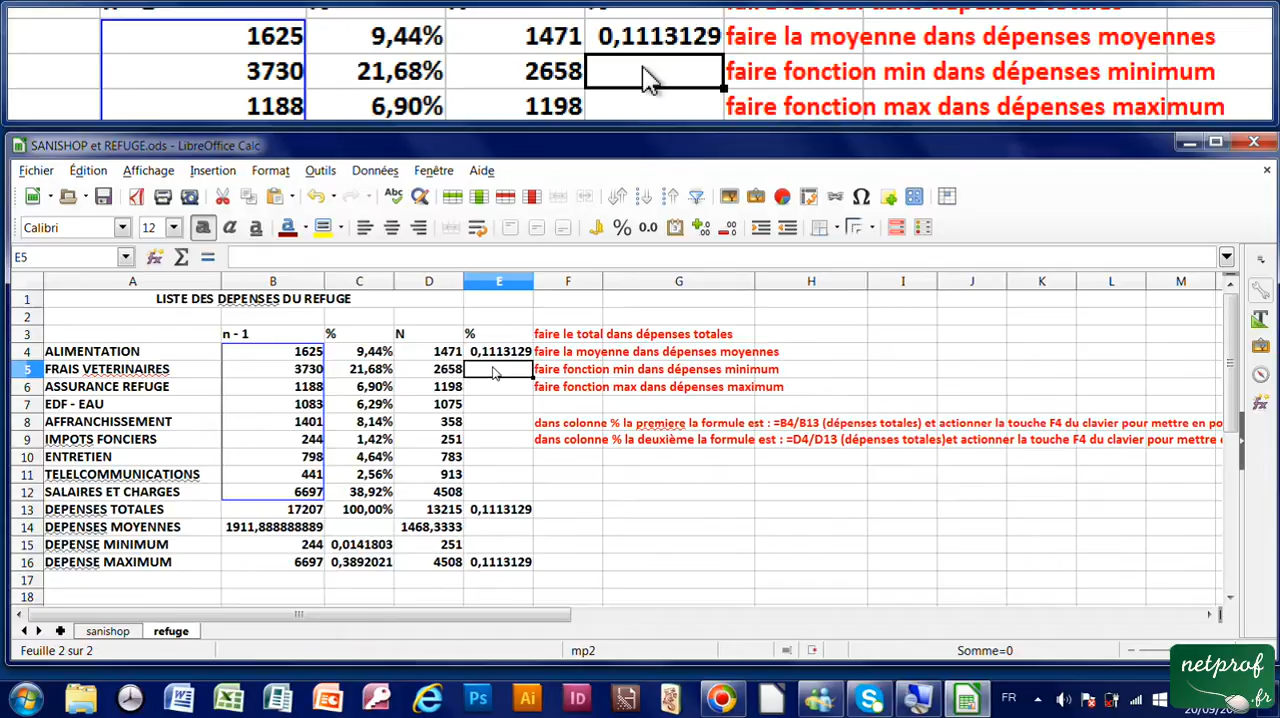 1625 9,44% 1471 0,1113129 faire la moyenne dans dépenses moyennes
3730 21,68% 2658 faire fonction min dans dépenses minimum
1188 6,90% 1198 faire fonction max dans dépenses maximum
SANISHOP et REFUGE.ods - LibreOffice Calc
Fichier Édition Affichage Insertion Format Outils Données Fenêtre Aide
Calibri 12
E5
A B C D E F G H I J K L M
1 LISTE DES DEPENSES DU REFUGE
2
3 n - 1 % N % faire le total dans dépenses totales
4 ALIMENTATION 1625 9,44% 1471 0,1113129 faire la moyenne dans dépenses moyennes
5 FRAIS VETERINAIRES 3730 21,68% 2658 faire fonction min dans dépenses minimum
6 ASSURANCE REFUGE 1188 6,90% 1198 faire fonction max dans dépenses maximum
7 EDF - EAU 1083 6,29% 1075
8 AFFRANCHISSEMENT 1401 8,14% 358 dans colonne % la premiere la formule est : =B4/B13 (dépenses totales) et actionner la touche F4 du clavier pour mettre en po
9 IMPOTS FONCIERS 244 1,42% 251 dans colonne % la deuxième la formule est : =D4/D13 (dépenses totales)et actionner la touche F4 du clavier pour mettre e
10 ENTRETIEN 798 4,64% 783
11 TELELCOMMUNICATIONS 441 2,56% 913
12 SALAIRES ET CHARGES 6697 38,92% 4508
13 DEPENSES TOTALES 17207 100,00% 13215 0,1113129
14 DEPENSES MOYENNES 1911,888888889 1468,3333
15 DEPENSE MINIMUM 244 0,0141803 251
16 DEPENSE MAXIMUM 6697 0,3892021 4508 0,1113129
17
18
sanishop refuge
Feuille 2 sur 2 mp2 Somme=0
netprof
.fr
FR